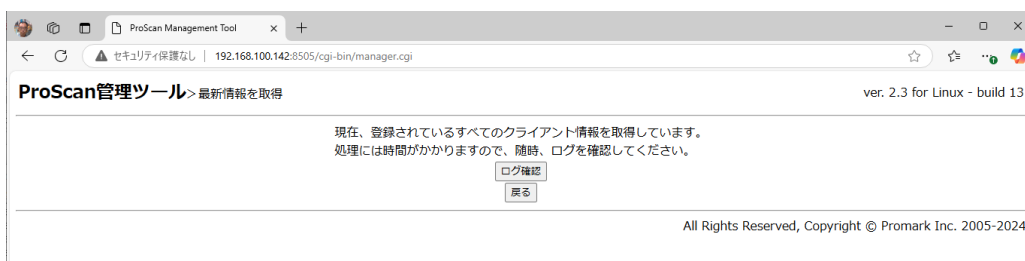 ProScan Management Tool
セキュリティ保護なし | 192.168.100.142:8505/cgi-bin/manager.cgi
ProScan管理ツール>最新情報を取得
ver. 2.3 for Linux - build 13
現在、登録されているすべてのクライアント情報を取得しています。
処理には時間がかかりますので、随時、ログを確認してください。
ログ確認
戻る
All Rights Reserved, Copyright © Promark Inc. 2005-2024